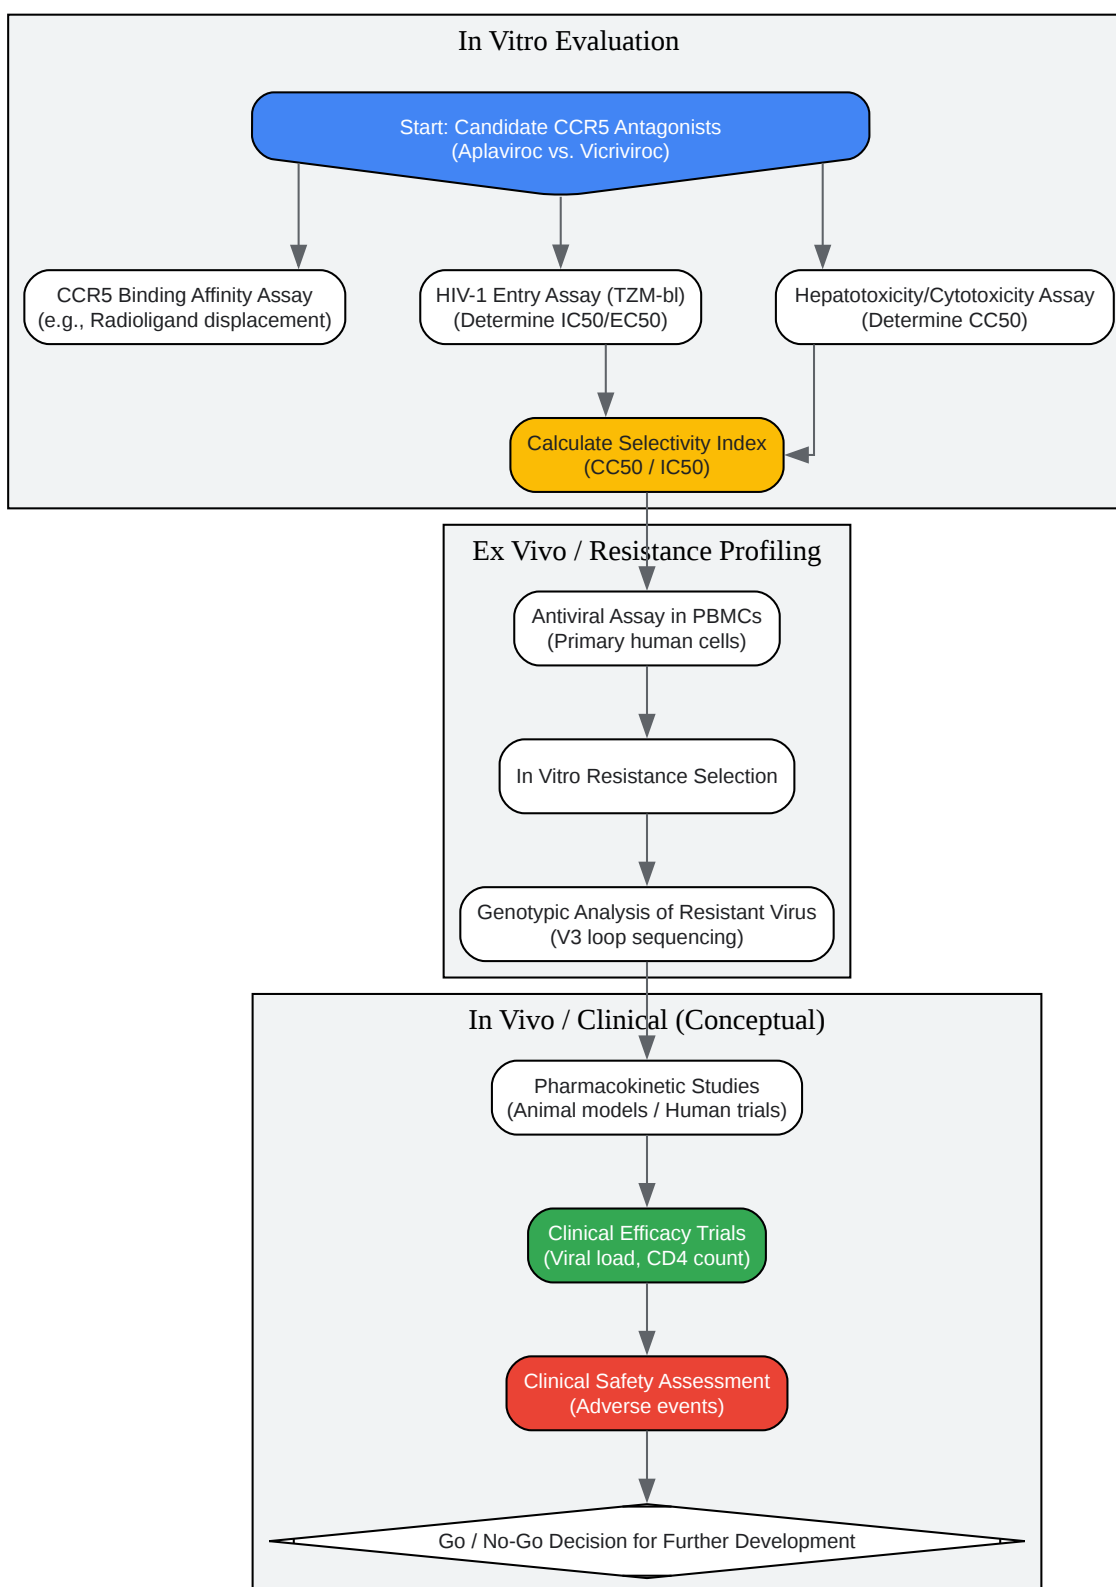 In Vitro Evaluation
Start: Candidate CCR5 Antagonists
(Aplaviroc vs. Vicriviroc)
CCR5 Binding Affinity Assay
(e.g., Radioligand displacement)
HIV-1 Entry Assay (TZM-bl)
(Determine IC50/EC50)
Hepatotoxicity/Cytotoxicity Assay
(Determine CC50)
Calculate Selectivity Index
(CC50 / IC50)
Ex Vivo / Resistance Profiling
Antiviral Assay in PBMCs
(Primary human cells)
In Vitro Resistance Selection
Genotypic Analysis of Resistant Virus
(V3 loop sequencing)
In Vivo / Clinical (Conceptual)
Pharmacokinetic Studies
(Animal models / Human trials)
Clinical Efficacy Trials
(Viral load, CD4 count)
Clinical Safety Assessment
(Adverse events)
Go / No-Go Decision for Further Development